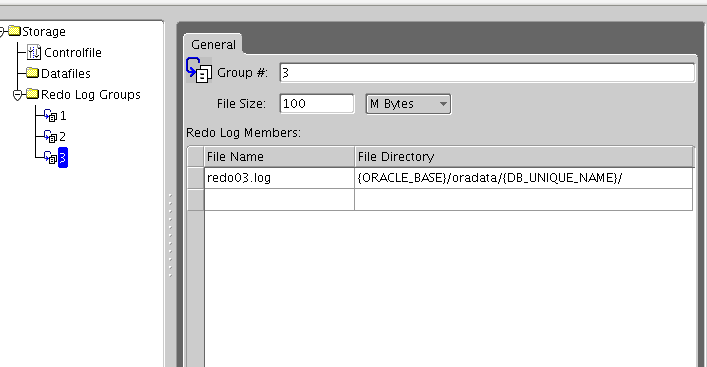 Storage
Controlfile
Datafiles
Redo Log Groups
1
2
3
General
Group #: 3
File Size: 100 M Bytes
Redo Log Members:
File Name File Directory
redo03.log {ORACLE_BASE}/oradata/{DB_UNIQUE_NAME}/